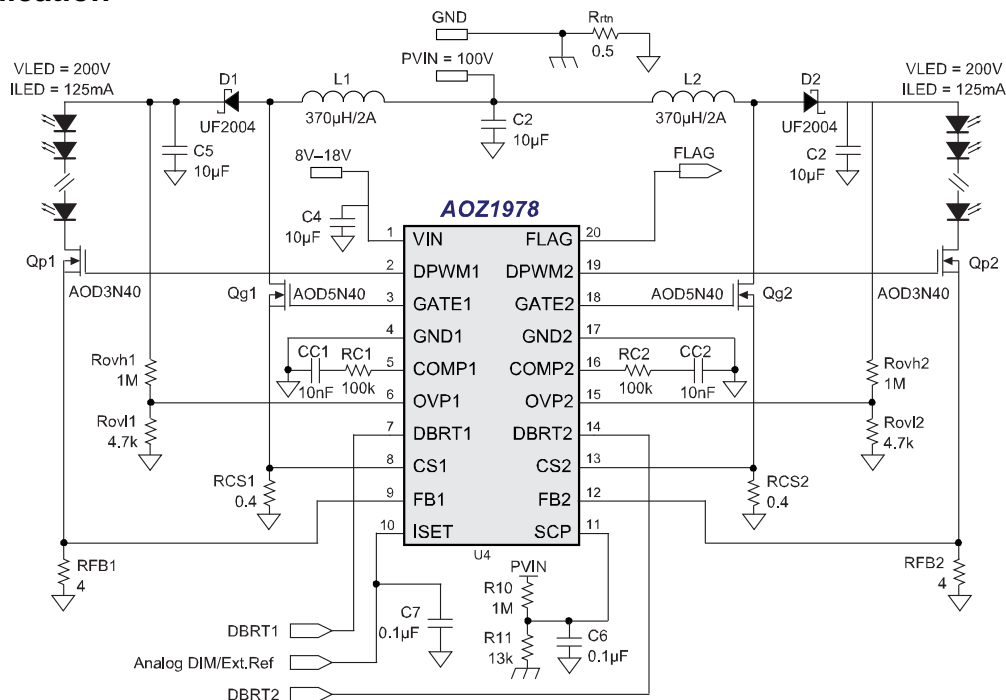 GND
Rrtn
0.5
PVIN = 100V
VLED = 200V
ILED = 125mA
D1
UF2004
L1
370µH/2A
L2
370µH/2A
D2
UF2004
VLED = 200V
ILED = 125mA
C5
10µF
C2
10µF
C2
10µF
8V–18V
FLAG
C4
10µF
AOZ1978
1 VIN FLAG 20
2 DPWM1 DPWM2 19
3 GATE1 GATE2 18
4 GND1 GND2 17
5 COMP1 COMP2 16
6 OVP1 OVP2 15
7 DBRT1 DBRT2 14
8 CS1 CS2 13
9 FB1 FB2 12
10 ISET SCP 11
U4
Qp1
AOD3N40
Qg1
AOD5N40
AOD5N40
Qg2
Qp2
AOD3N40
CC1
10nF
RC1
100k
RC2
100k
CC2
10nF
Rovh1
1M
Rovl1
4.7k
Rovh2
1M
Rovl2
4.7k
RCS1
0.4
RCS2
0.4
RFB1
4
RFB2
4
PVIN
R10
1M
R11
13k
C6
0.1µF
C7
0.1µF
DBRT1
Analog DIM/Ext.Ref
DBRT2